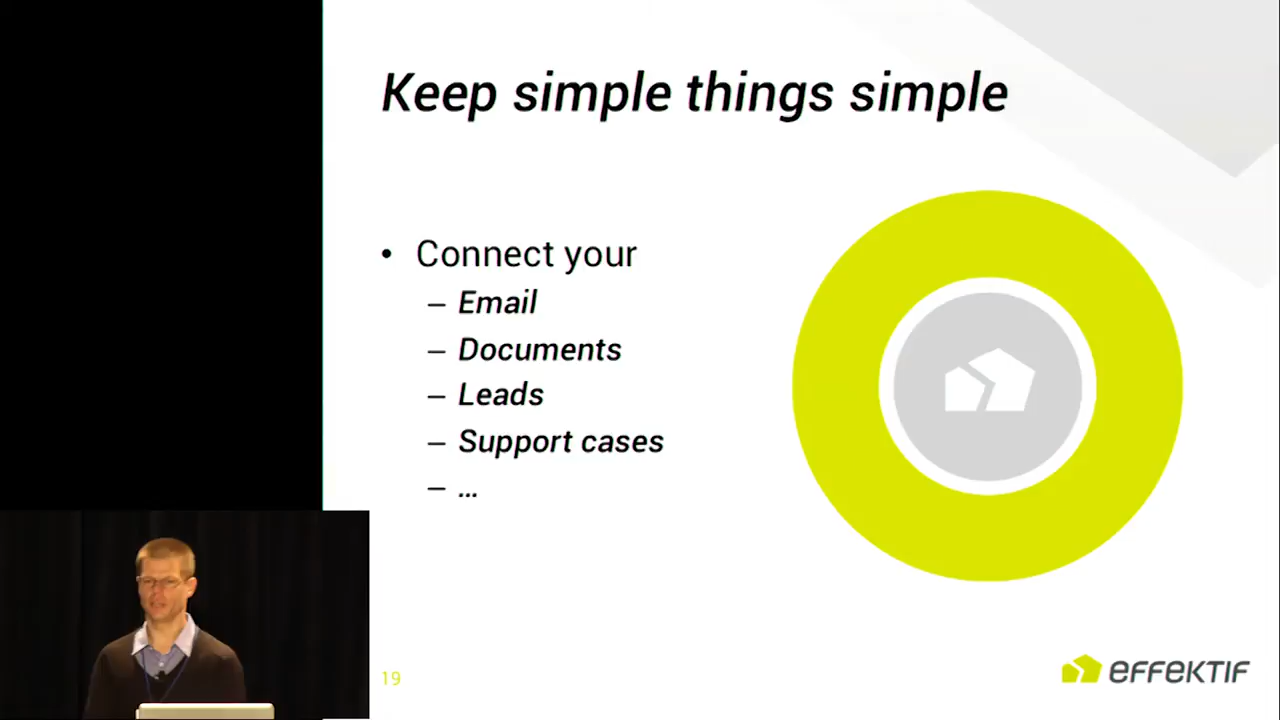 Keep simple things simple
• Connect your
– Email
– Documents
– Leads
– Support cases
– ...
19
effektif